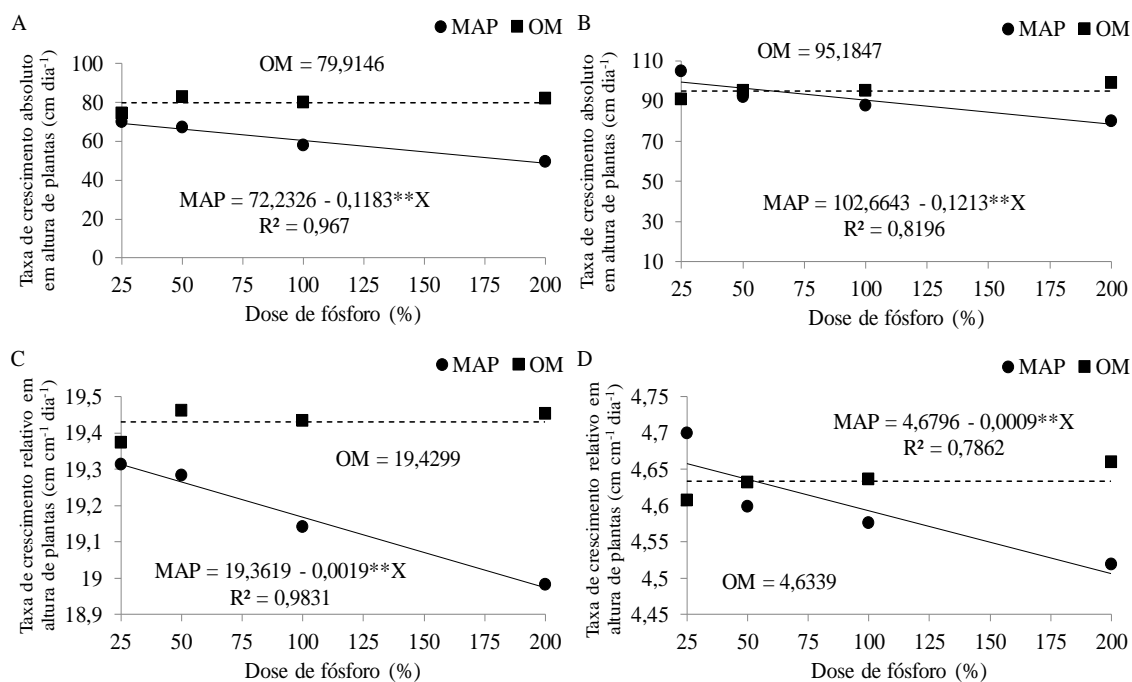 A
MAP OM
Taxa de crescimento absoluto
em altura de plantas (cm dia⁻¹)
100
80
60
40
20
0
OM = 79,9146
MAP = 72,2326 - 0,1183**X
R² = 0,967
25 50 75 100 125 150 175 200
Dose de fósforo (%)
B
MAP OM
Taxa de crescimento absoluto
em altura de plantas (cm dia⁻¹)
110
90
70
50
30
10
OM = 95,1847
MAP = 102,6643 - 0,1213**X
R² = 0,8196
25 50 75 100 125 150 175 200
Dose de fósforo (%)
C
MAP OM
Taxa de crescimento relativo em
altura de plantas (cm cm⁻¹ dia⁻¹)
19,5
19,4
19,3
19,2
19,1
19
18,9
OM = 19,4299
MAP = 19,3619 - 0,0019**X
R² = 0,9831
25 50 75 100 125 150 175 200
Dose de fósforo (%)
D
MAP OM
Taxa de crescimento relativo em
altura de plantas (cm cm⁻¹ dia⁻¹)
4,75
4,7
4,65
4,6
4,55
4,5
4,45
MAP = 4,6796 - 0,0009**X
R² = 0,7862
OM = 4,6339
25 50 75 100 125 150 175 200
Dose de fósforo (%)